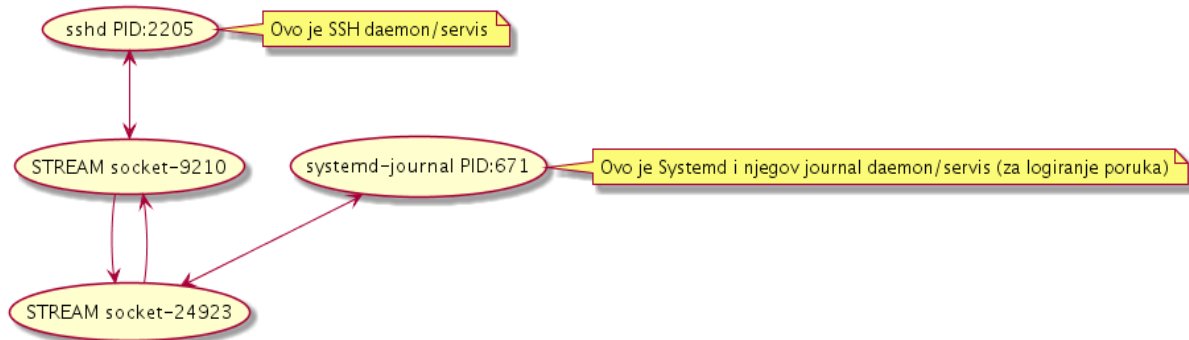 sshd PID:2205
Ovo je SSH daemon/servis
STREAM socket-9210
systemd-journal PID:671
Ovo je Systemd i njegov journal daemon/servis (za logiranje poruka)
STREAM socket-24923